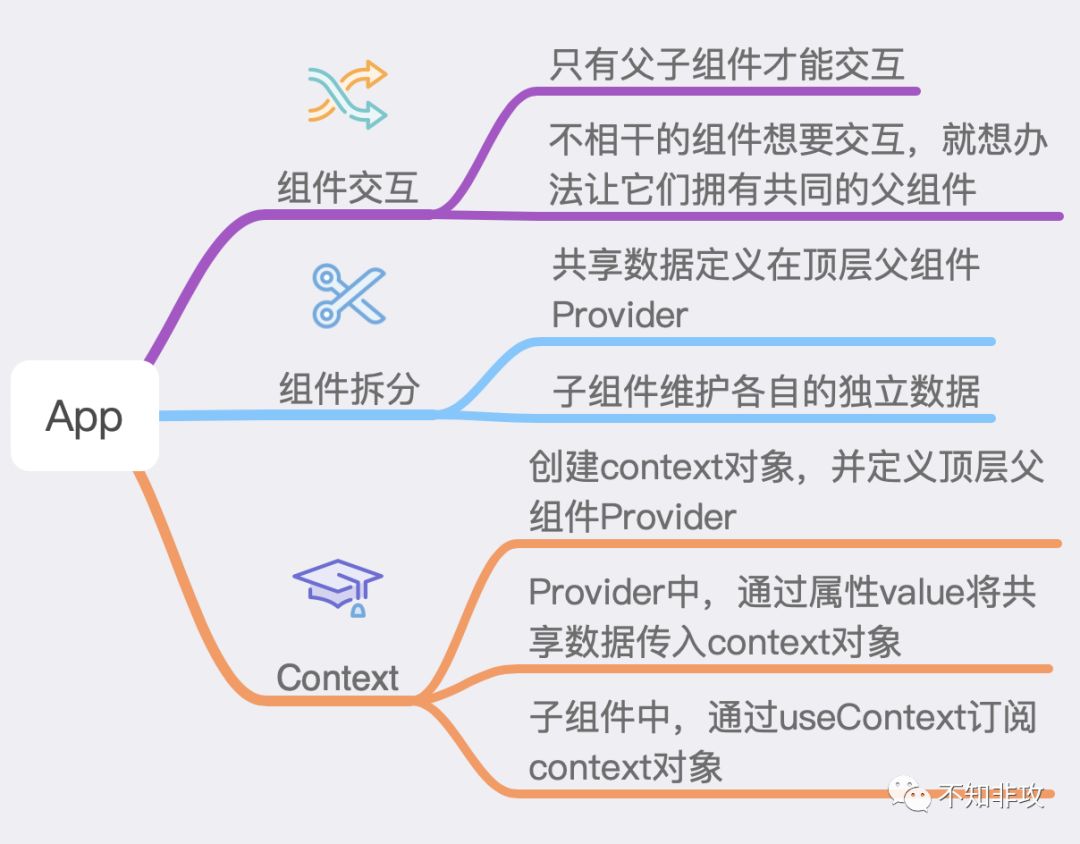 只有父子组件才能交互
不相干的组件想要交互，就想办
法让它们拥有共同的父组件
组件交互
共享数据定义在顶层父组件
Provider
组件拆分
子组件维护各自的独立数据
App
创建context对象，并定义顶层父
组件Provider
Provider中，通过属性value将共
享数据传入context对象
Context
子组件中，通过useContext订阅
context对象
不知非攻